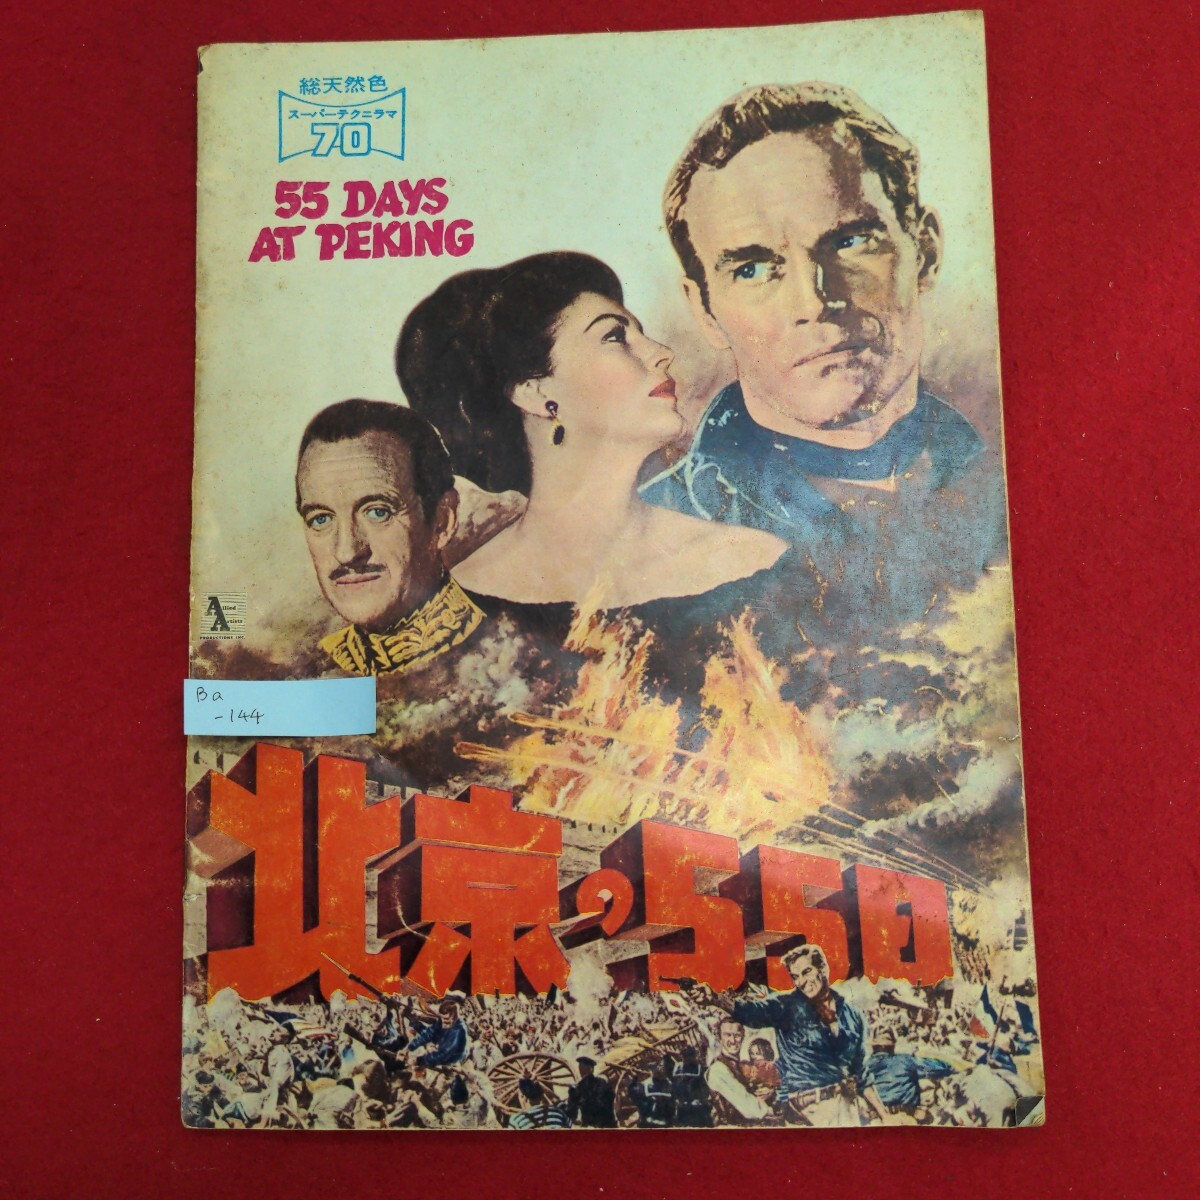 総天然色
スーパーテクニラマ
70
55 DAYS
AT PEKING
Allied
Artists
PRODUCTIONS INC.
Ba
-144
北京の55日